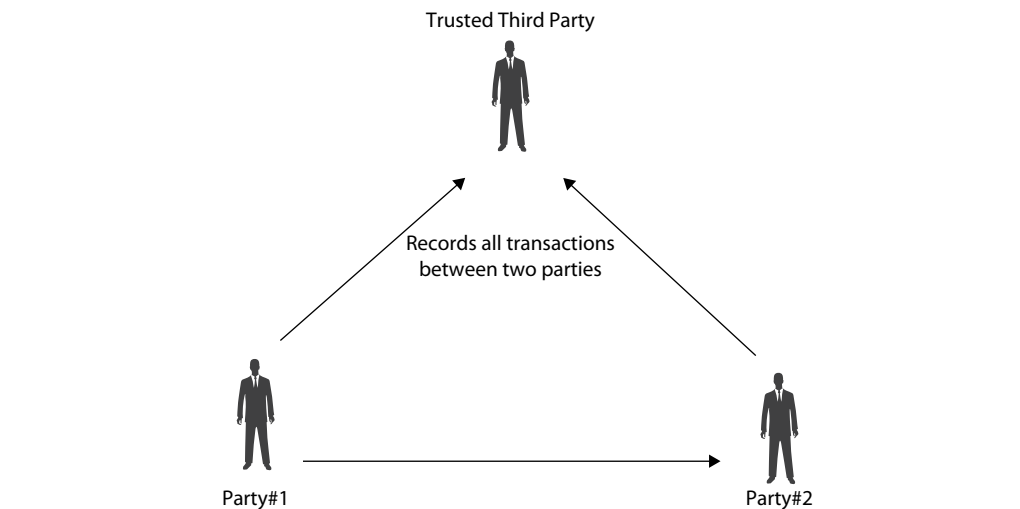 Trusted Third Party
Records all transactions
between two parties
Party#1
Party#2